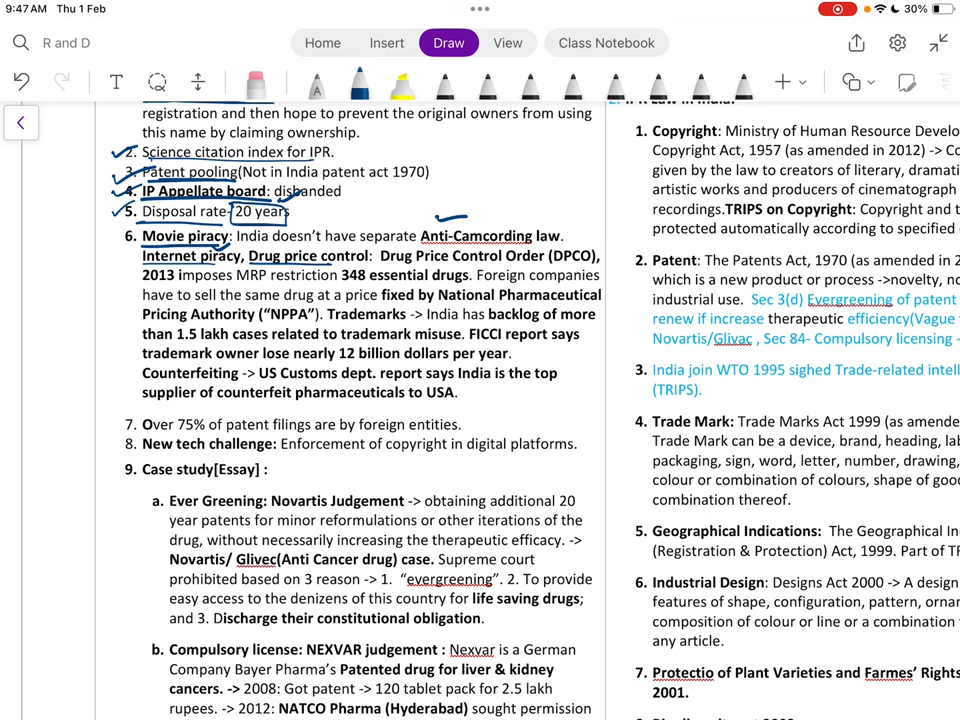 9:47 AM Thu 1 Feb
30%
R and D
Home Insert Draw View Class Notebook
registration and then hope to prevent the original owners from using
this name by claiming ownership.
2. Science citation index for IPR.
3. Patent pooling(Not in India patent act 1970)
4. IP Appellate board: disbanded
5. Disposal rate- 20 years
6. Movie piracy: India doesn't have separate Anti-Camcording law.
Internet piracy, Drug price control: Drug Price Control Order (DPCO),
2013 imposes MRP restriction 348 essential drugs. Foreign companies
have to sell the same drug at a price fixed by National Pharmaceutical
Pricing Authority ("NPPA"). Trademarks -> India has backlog of more
than 1.5 lakh cases related to trademark misuse. FICCI report says
trademark owner lose nearly 12 billion dollars per year.
Counterfeiting -> US Customs dept. report says India is the top
supplier of counterfeit pharmaceuticals to USA.
7. Over 75% of patent filings are by foreign entities.
8. New tech challenge: Enforcement of copyright in digital platforms.
9. Case study[Essay] :
a. Ever Greening: Novartis Judgement -> obtaining additional 20
year patents for minor reformulations or other iterations of the
drug, without necessarily increasing the therapeutic efficacy. ->
Novartis/ Glivec(Anti Cancer drug) case. Supreme court
prohibited based on 3 reason -> 1. "evergreening". 2. To provide
easy access to the denizens of this country for life saving drugs;
and 3. Discharge their constitutional obligation.
b. Compulsory license: NEXVAR judgement : Nexvar is a German
Company Bayer Pharma's Patented drug for liver & kidney
cancers. -> 2008: Got patent -> 120 tablet pack for 2.5 lakh
rupees. -> 2012: NATCO Pharma (Hyderabad) sought permission
1. Copyright: Ministry of Human Resource Develo
Copyright Act, 1957 (as amended in 2012) -> Co
given by the law to creators of literary, dramati
artistic works and producers of cinematograph
recordings.TRIPS on Copyright: Copyright and t
protected automatically according to specified
2. Patent: The Patents Act, 1970 (as amended in 2
which is a new product or process ->novelty, no
industrial use. Sec 3(d) Evergreening of patent
renew if increase therapeutic efficiency(Vague
Novartis/Glivac , Sec 84- Compulsory licensing -
3. India join WTO 1995 sighed Trade-related intell
(TRIPS).
4. Trade Mark: Trade Marks Act 1999 (as amende
Trade Mark can be a device, brand, heading, lab
packaging, sign, word, letter, number, drawing,
colour or combination of colours, shape of good
combination thereof.
5. Geographical Indications: The Geographical In
(Registration & Protection) Act, 1999. Part of TR
6. Industrial Design: Designs Act 2000 -> A design
features of shape, configuration, pattern, ornar
composition of colour or line or a combination
any article.
7. Protectio of Plant Varieties and Farmes' Rights
2001.